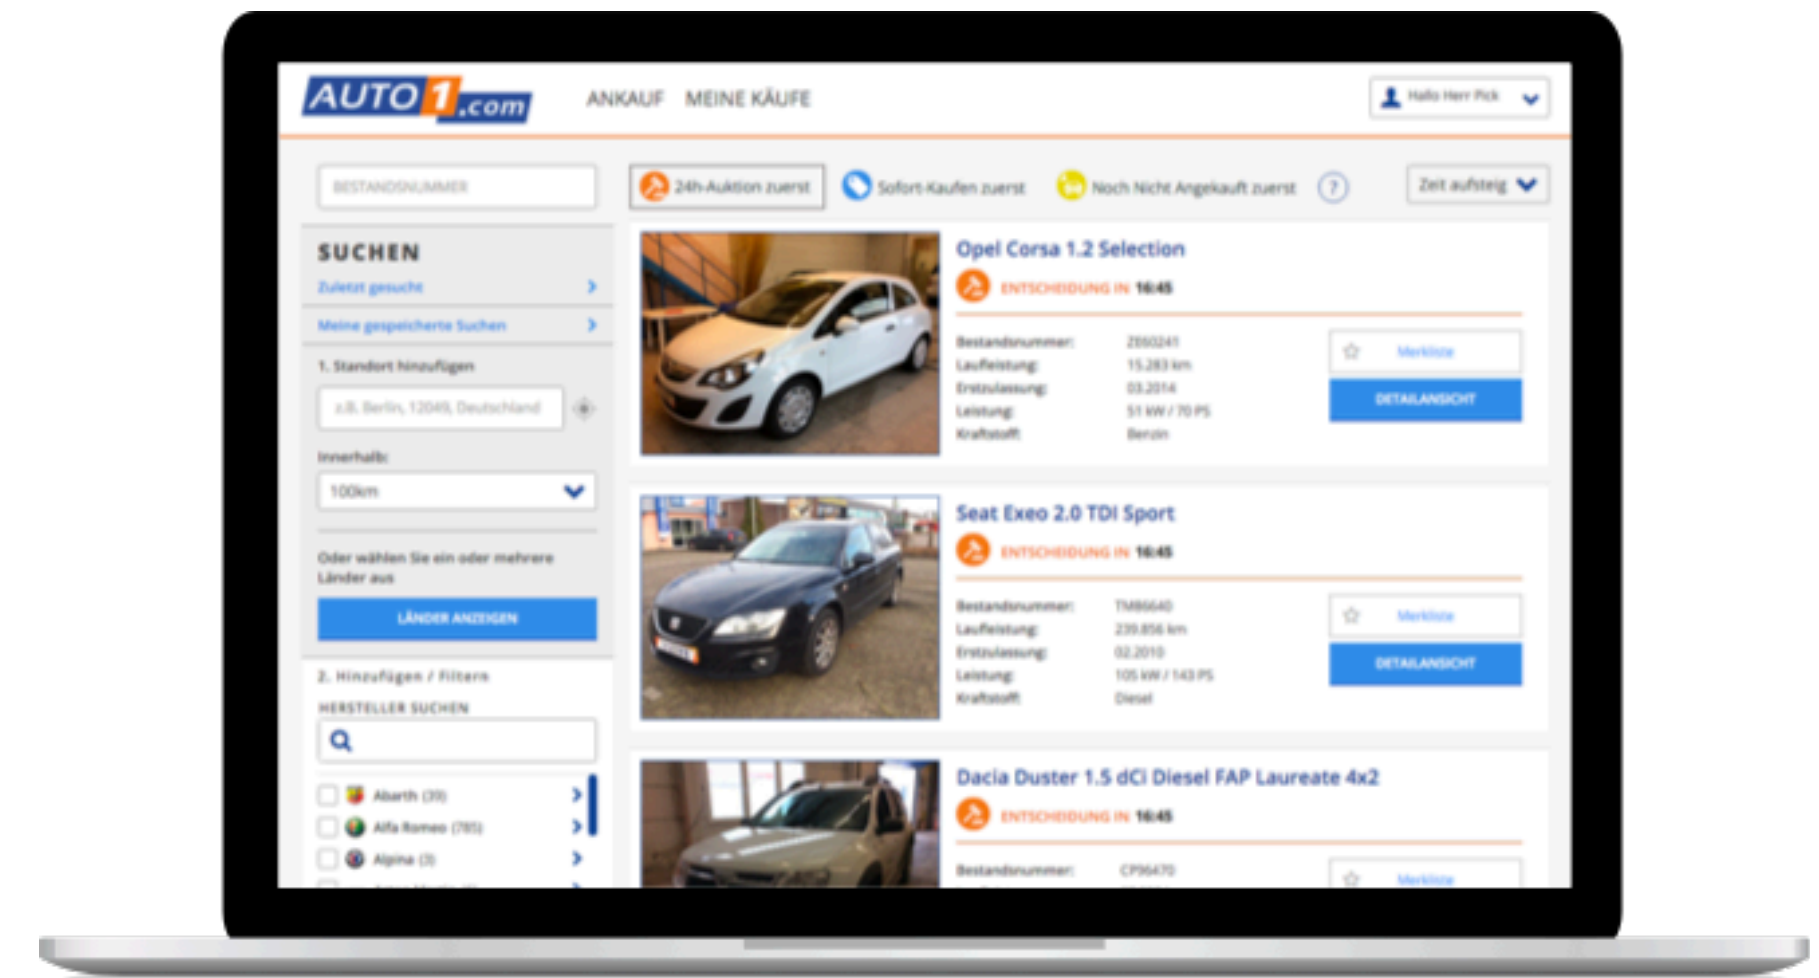 AUTO1.com
ANKAUF MEINE KÄUFE
Hallo Herr Pick
BESTANDSNUMMER
24h-Auktion zuerst
Sofort-Kaufen zuerst
Noch Nicht Angekauft zuerst
?
Zeit aufsteig
SUCHEN
Zuletzt gesucht
Meine gespeicherte Suchen
1. Standort hinzufügen
z.B. Berlin, 12049, Deutschland
Innerhalb:
100km
Oder wählen Sie ein oder mehrere
Länder aus
LÄNDER ANZEIGEN
2. Hinzufügen / Filtern
HERSTELLER SUCHEN
Abarth (39)
Alfa Romeo (785)
Alpina (3)
Opel Corsa 1.2 Selection
ENTSCHEIDUNG IN: 16:45
Bestandsnummer: ZE60241
Laufleistung: 15.283 km
Erstzulassung: 03.2014
Leistung: 51 kW / 70 PS
Kraftstoff: Benzin
Merkliste
DETAILANSICHT
Seat Exeo 2.0 TDI Sport
ENTSCHEIDUNG IN: 16:45
Bestandsnummer: TM86640
Laufleistung: 239.856 km
Erstzulassung: 02.2010
Leistung: 105 kW / 143 PS
Kraftstoff: Diesel
Merkliste
DETAILANSICHT
Dacia Duster 1.5 dCi Diesel FAP Laureate 4x2
ENTSCHEIDUNG IN: 16:45
Bestandsnummer: CP96470
Merkliste